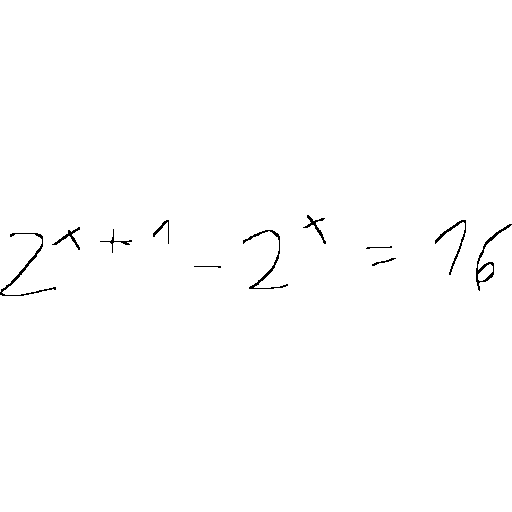 2^{x+1} - 2^x = 16